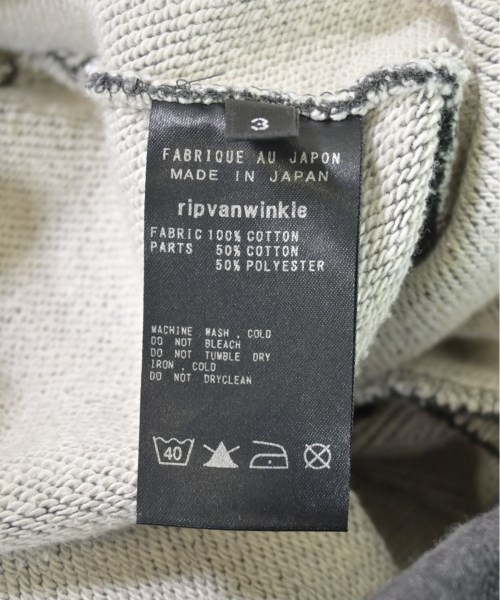 3
FABRIQUE AU JAPON
MADE IN JAPAN
ripvanwinkle
FABRIC 100% COTTON
PARTS 50% COTTON
50% POLYESTER
MACHINE WASH , COLD
DO NOT BLEACH
DO NOT TUMBLE DRY
IRON , COLD
DO NOT DRYCLEAN
40